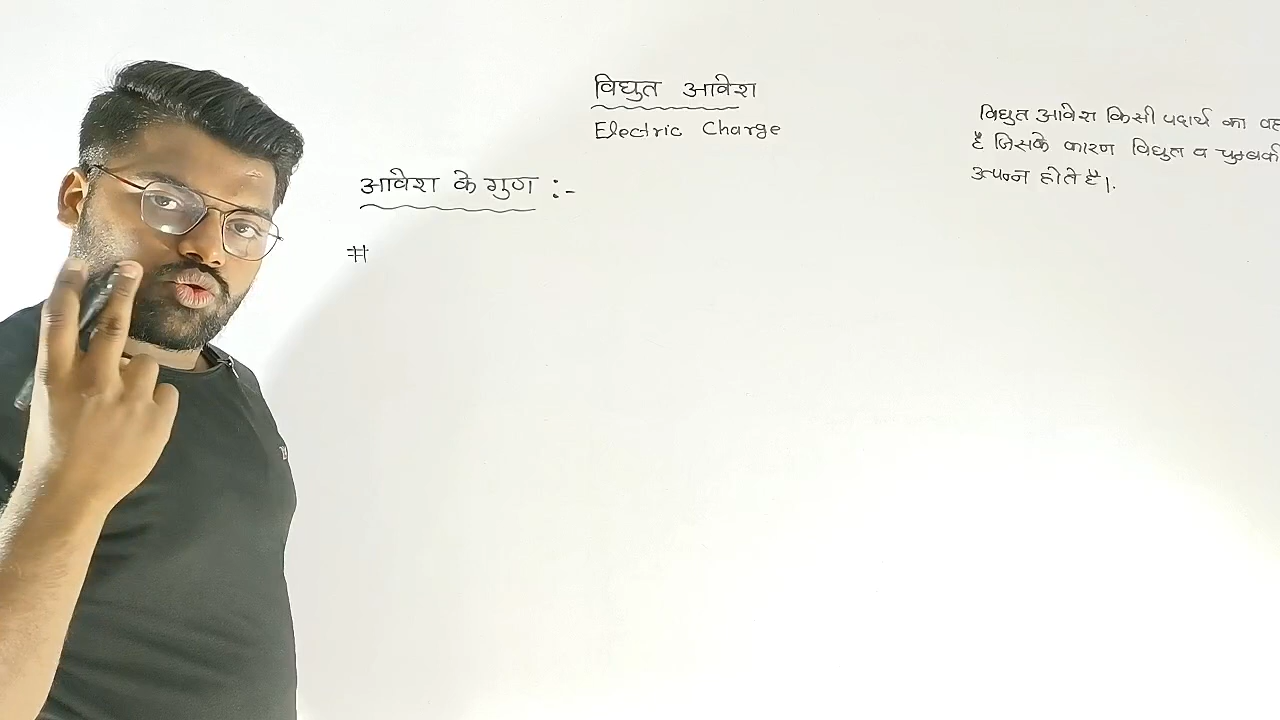 विद्युत आवेश
Electric Charge
आवेश के गुण :-
#
विद्युत आवेश किसी पदार्थ का वह
है जिसके कारण विद्युत व चुम्बकी
उत्पन्न होते है।.